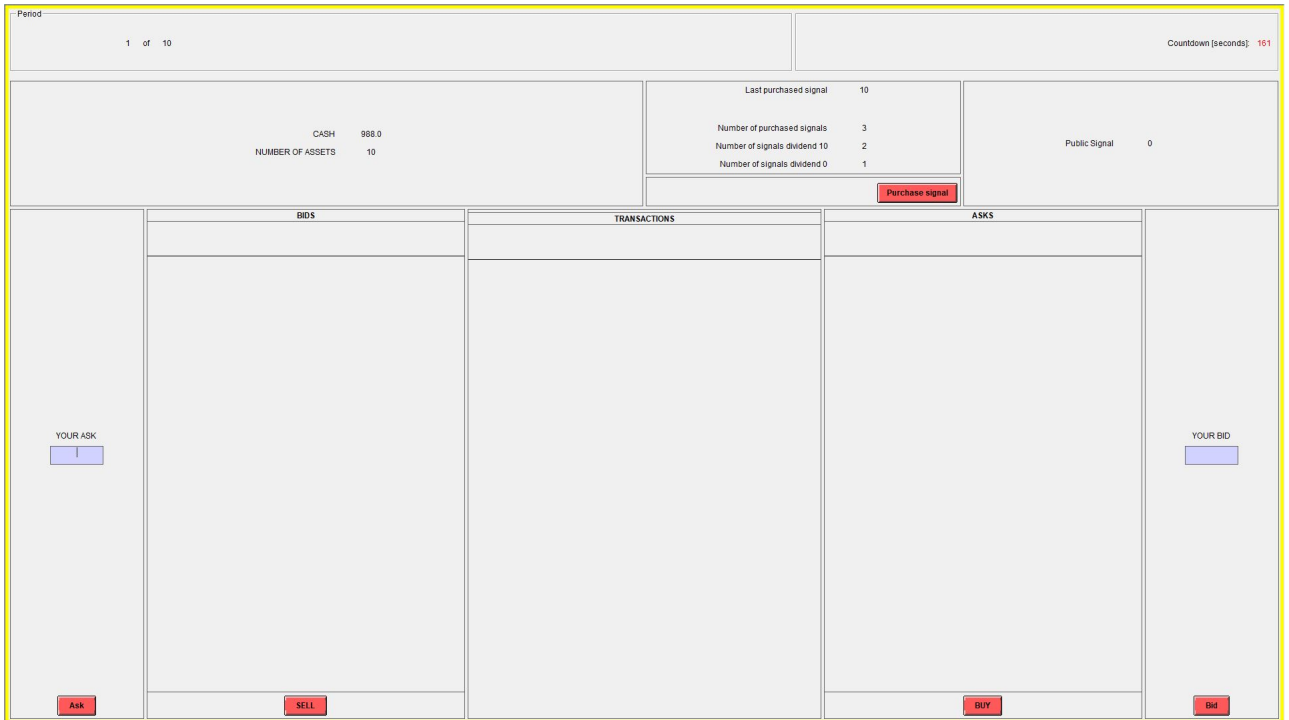 Period
1 of 10
Countdown [seconds]: 161
Last purchased signal 10
CASH 988.0
NUMBER OF ASSETS 10
Number of purchased signals 3
Number of signals dividend 10 2
Number of signals dividend 0 1
Public Signal 0
Purchase signal
BIDS
TRANSACTIONS
ASKS
YOUR ASK
YOUR BID
Ask
SELL
BUY
Bid